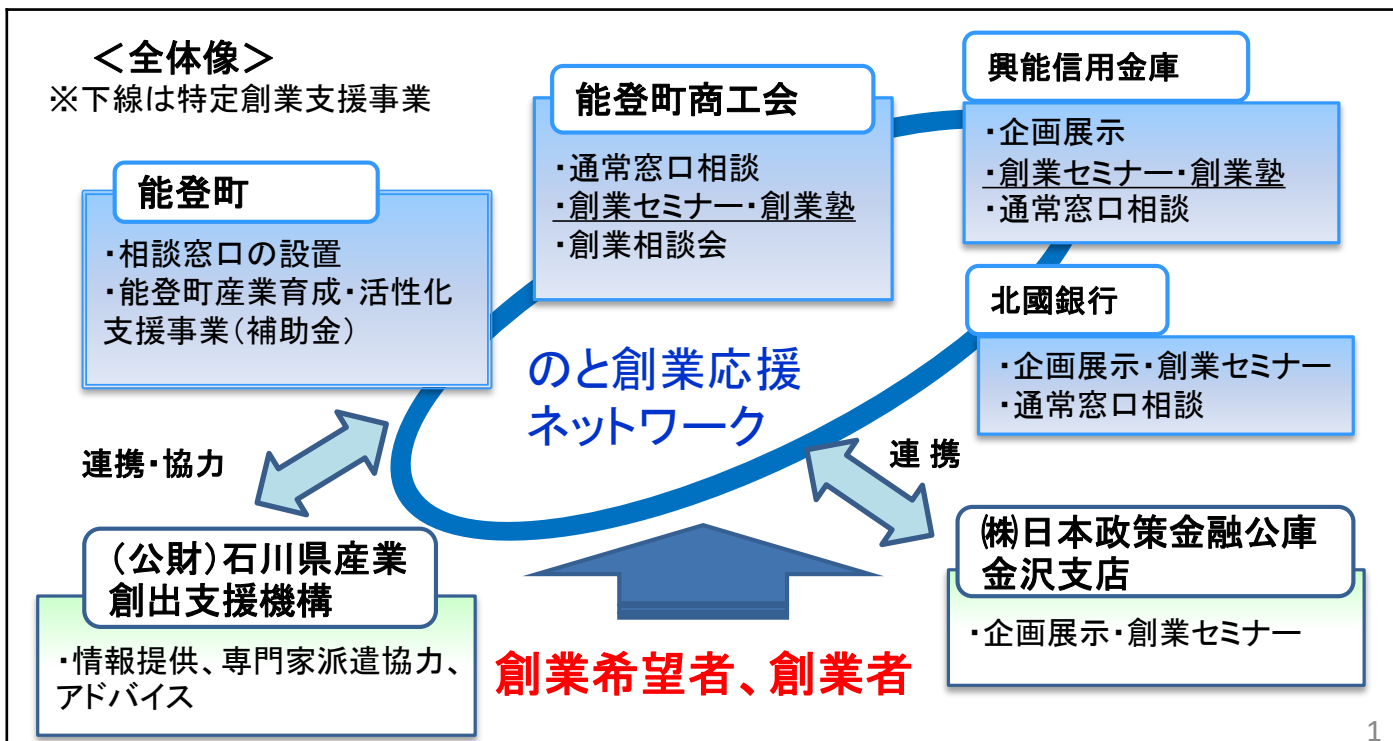 ＜全体像＞
※下線は特定創業支援事業
能登町
・相談窓口の設置
・能登町産業育成・活性化
支援事業（補助金）
能登町商工会
・通常窓口相談
・創業セミナー・創業塾
・創業相談会
興能信用金庫
・企画展示
・創業セミナー・創業塾
・通常窓口相談
北國銀行
・企画展示・創業セミナー
・通常窓口相談
のと創業応援
ネットワーク
連携・協力
連 携
（公財）石川県産業
創出支援機構
・情報提供、専門家派遣協力、
アドバイス
㈱日本政策金融公庫
金沢支店
・企画展示・創業セミナー
創業希望者、創業者
1